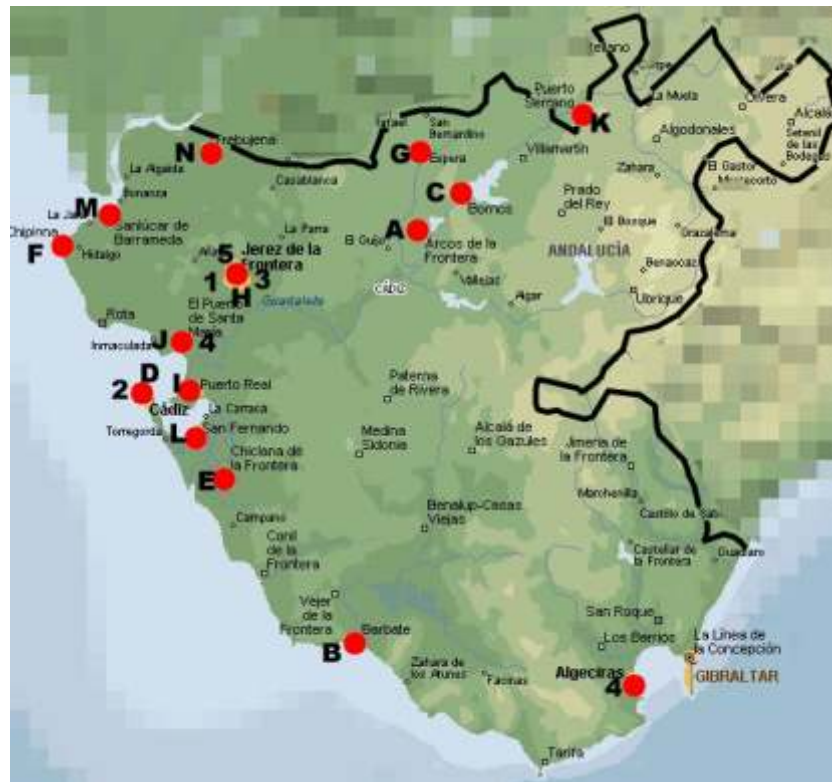 Puerto
Serrano
La Muela
Olvera
K
Alcalá
Setenil
de las
Bodegas
San
Bernardino
Algodonales
Trebujena
N
G
Espera
Villamartin
El Gastor
Montecorto
Zahara
La Algaida
Casablanca
C
Bornos
Prado
del Rey
Bonanza
M
Sanlúcar de
Barrameda
La Parra
A
Arcos de la
Frontera
El Bosque
Grazalema
Chipiona
F
Hidalgo
El Guijo
ANDALUCÍA
5
Jerez de la
Frontera
1
3
H
Vallejas
Benaocaz
CÁDIZ
Algar
Ubrique
Guadalete
Rota
El Puerto
de Santa
María
Inmaculada
J
4
D
2
I
Puerto Real
Cádiz
La Carraca
Paterna
de Rivera
Torregorda
L
San Fernando
Medina
Sidonia
Alcalá de
los Gazules
Jimena de
la Frontera
Chiclana de
la Frontera
E
Marchenilla
Campano
Benalup-Casas
Viejas
Guadiaro
Conil
de la
Frontera
Castellar de
la Frontera
Vejer
de la
Frontera
San Roque
B
Barbate
Los Barrios
La Línea de
la Concepción
Zahara de
los Atunes
Facinas
Algeciras
4
GIBRALTAR
Tarifa